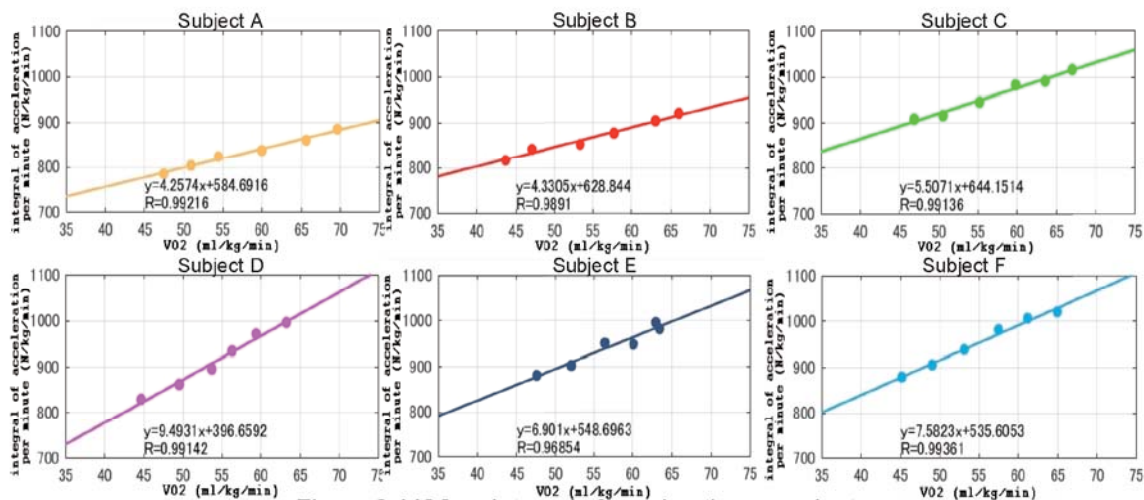 Subject A
Subject B
Subject C
1100
1000
900
800
700
integral of acceleration
per minute (N/kg/min)
y=4.2574x+584.6916
R=0.99216
35 40 45 50 55 60 65 70 75
VO2 (ml/kg/min)
1100
1000
900
800
700
integral of acceleration
per minute (N/kg/min)
y=4.3305x+628.844
R=0.9891
35 40 45 50 55 60 65 70 75
VO2 (ml/kg/min)
1100
1000
900
800
700
integral of acceleration
per minute (N/kg/min)
y=5.5071x+644.1514
R=0.99136
35 40 45 50 55 60 65 70 75
VO2 (ml/kg/min)
Subject D
Subject E
Subject F
1100
1000
900
800
700
integral of acceleration
per minute (N/kg/min)
y=9.4931x+396.6592
R=0.99142
35 40 45 50 55 60 65 70 75
VO2 (ml/kg/min)
1100
1000
900
800
700
integral of acceleration
per minute (N/kg/min)
y=6.901x+548.6963
R=0.96854
35 40 45 50 55 60 65 70 75
VO2 (ml/kg/min)
1100
1000
900
800
700
integral of acceleration
per minute (N/kg/min)
y=7.5823x+535.6053
R=0.99361
35 40 45 50 55 60 65 70 75
VO2 (ml/kg/min)